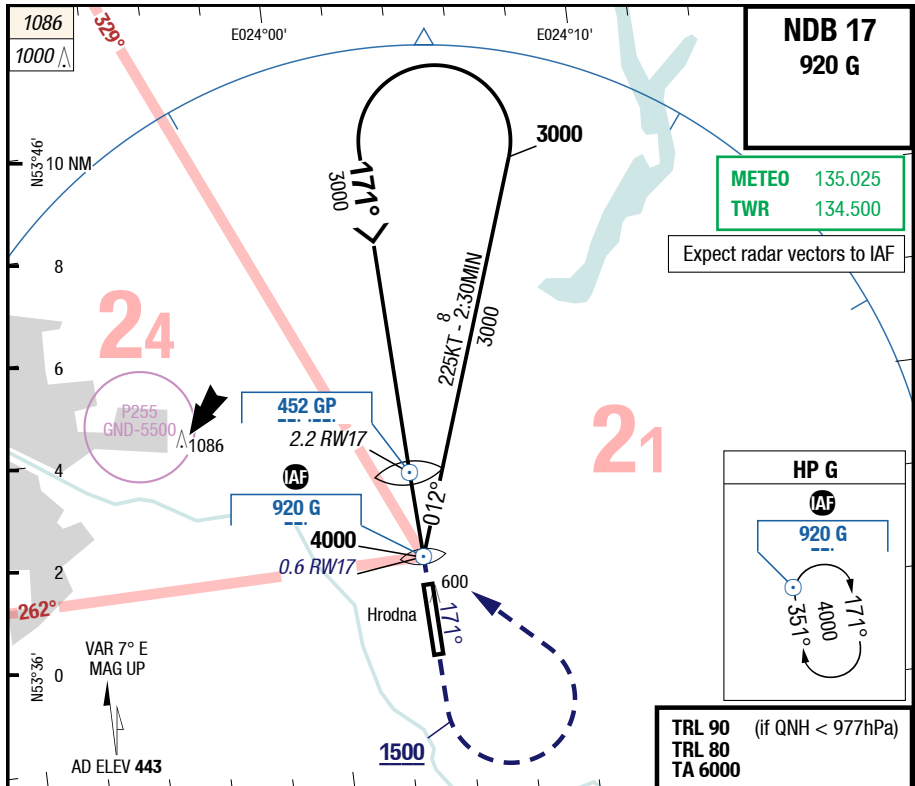 1086
1000
329°
E024°00'
E024°10'
NDB 17
920 G
METEO 135.025
TWR 134.500
Expect radar vectors to IAF
N53°46'
10 NM
8
6
4
2
0
N53°36'
3000
171°
3000
225KT - 2:30MIN
8
3000
24
21
P255
GND-5500
1086
452 GP
2.2 RW17
IAF
920 G
012°
4000
0.6 RW17
600
Hrodna
171°
262°
VAR 7° E
MAG UP
AD ELEV 443
1500
HP G
IAF
920 G
351°
4000
171°
TRL 90 (if QNH < 977hPa)
TRL 80
TA 6000